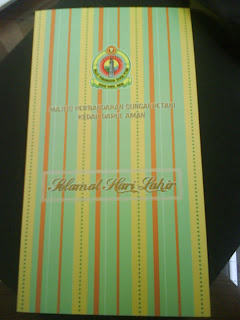 MAJLIS PERBANDARAN SUNGAI PETANI
KEDAH DARUL AMAN
Selamat Hari Lahir